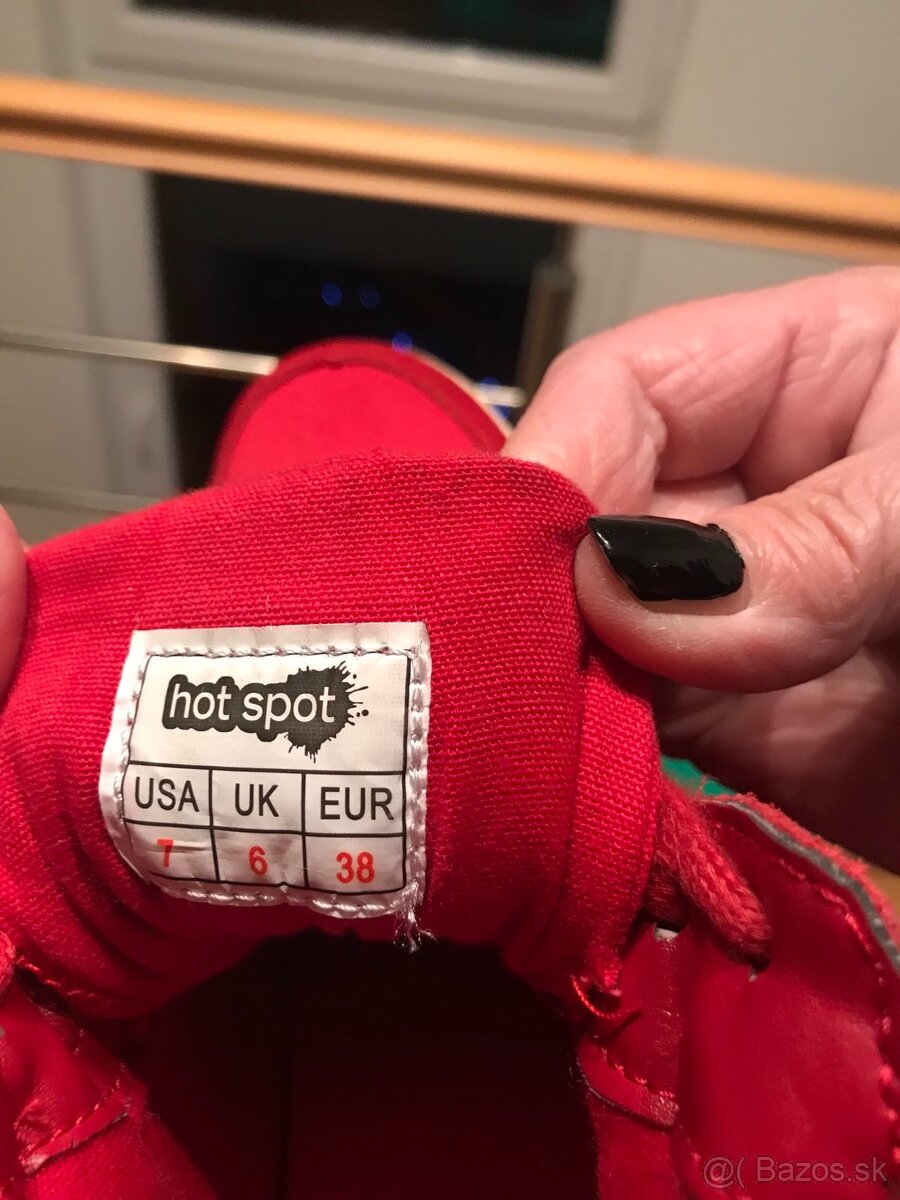 hot spot
USA UK EUR
7 6 38
@( Bazos.sk